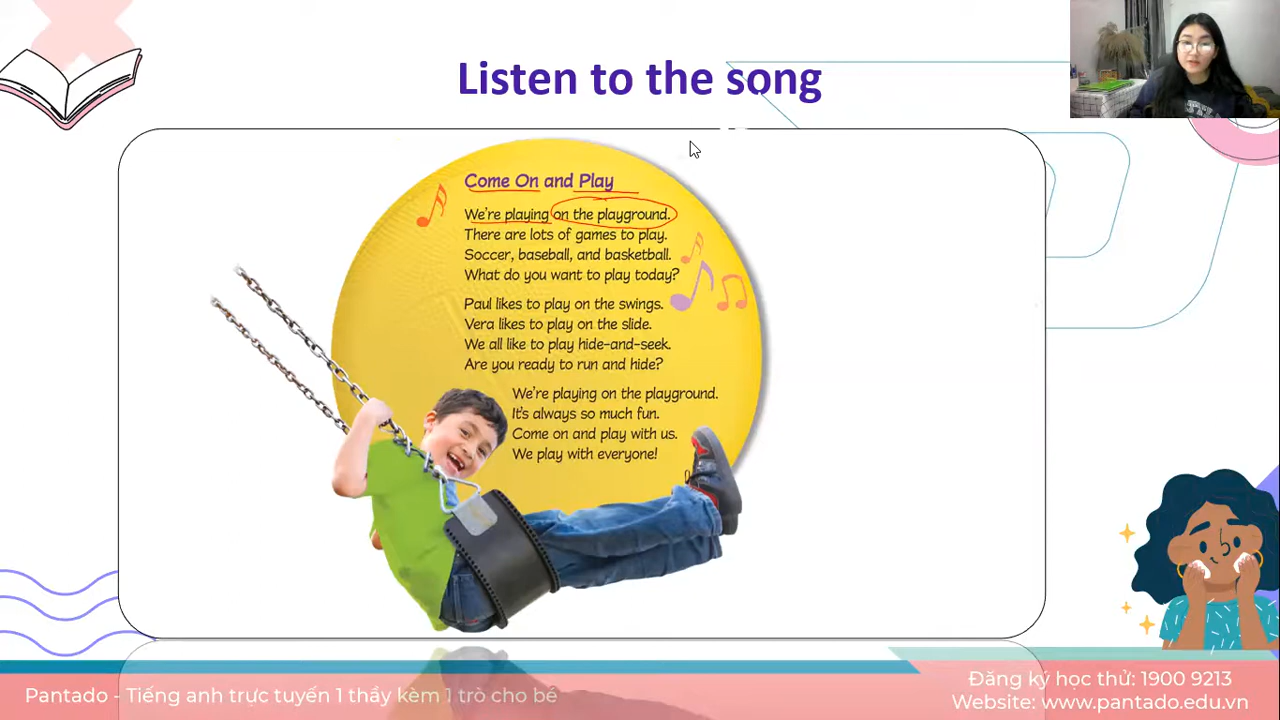 Listen to the song
Come On and Play
We're playing on the playground.
There are lots of games to play.
Soccer, baseball, and basketball.
What do you want to play today?
Paul likes to play on the swings.
Vera likes to play on the slide.
We all like to play hide-and-seek.
Are you ready to run and hide?
We're playing on the playground.
It's always so much fun.
Come on and play with us.
We play with everyone!
Pantado - Tiếng anh trực tuyến 1 thầy kèm 1 trò cho bé
Đăng ký học thử: 1900 9213
Website: www.pantado.edu.vn